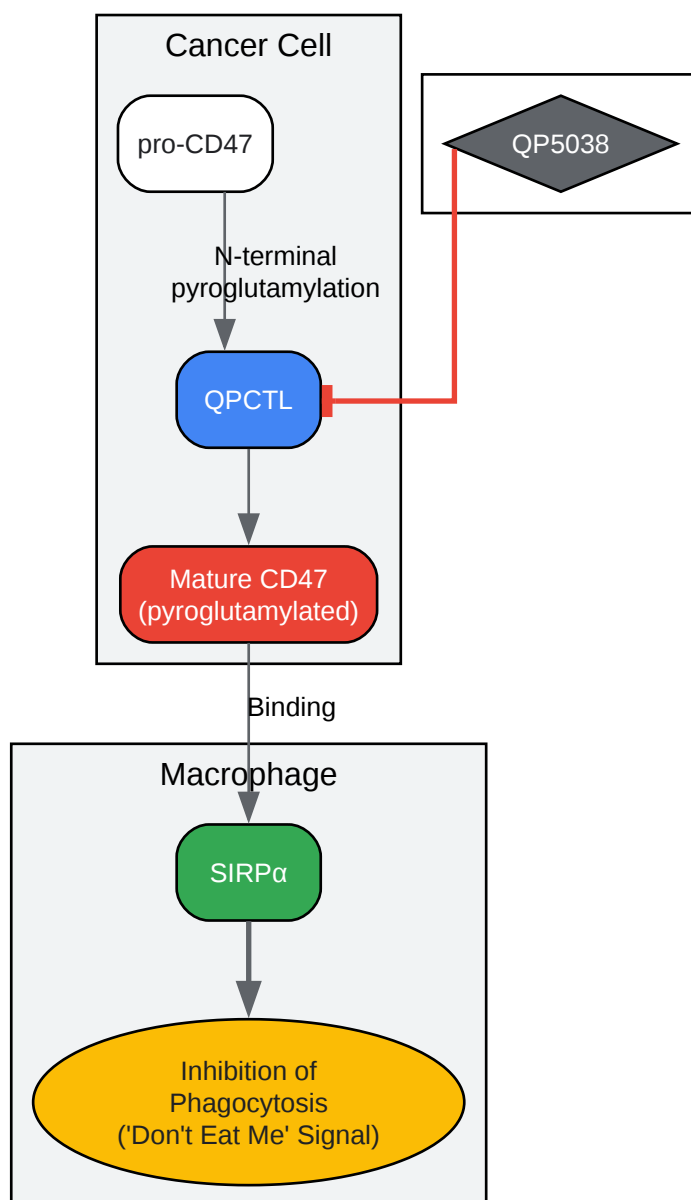 Cancer Cell
pro-CD47
QP5038
N-terminal
pyroglutamylation
QPCTL
Mature CD47
(pyroglutamylated)
Binding
Macrophage
SIRPα
Inhibition of
Phagocytosis
('Don't Eat Me' Signal)